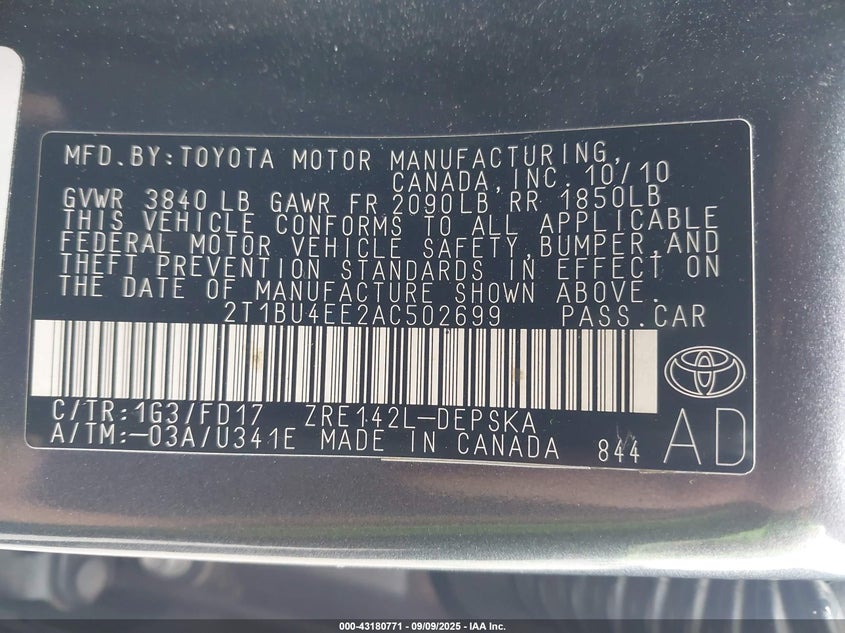 MFD.BY:TOYOTA MOTOR MANUFACTURING,
CANADA,INC. 10/10
GVWR 3840 LB GAWR FR 2090LB RR 1850LB
THIS VEHICLE CONFORMS TO ALL APPLICABLE
FEDERAL MOTOR VEHICLE SAFETY,BUMPER,AND
THEFT PREVENTION STANDARDS IN EFFECT ON
THE DATE OF MANUFACTURE SHOWN ABOVE.
2T1BU4EE2AC502699 PASS.CAR
C/TR:1G3/FD17 ZRE142L-DEPSKA
A/TM:-03A/U341E MADE IN CANADA 844
AD
000-43180771 - 09/09/2025 - IAA Inc.